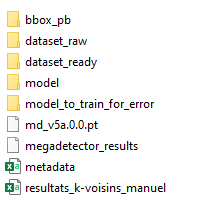 bbox_pb
dataset_raw
dataset_ready
model
model_to_train_for_error
md_v5a.0.0.pt
megadetector_results
metadata
resultats_k-voisins_manuel